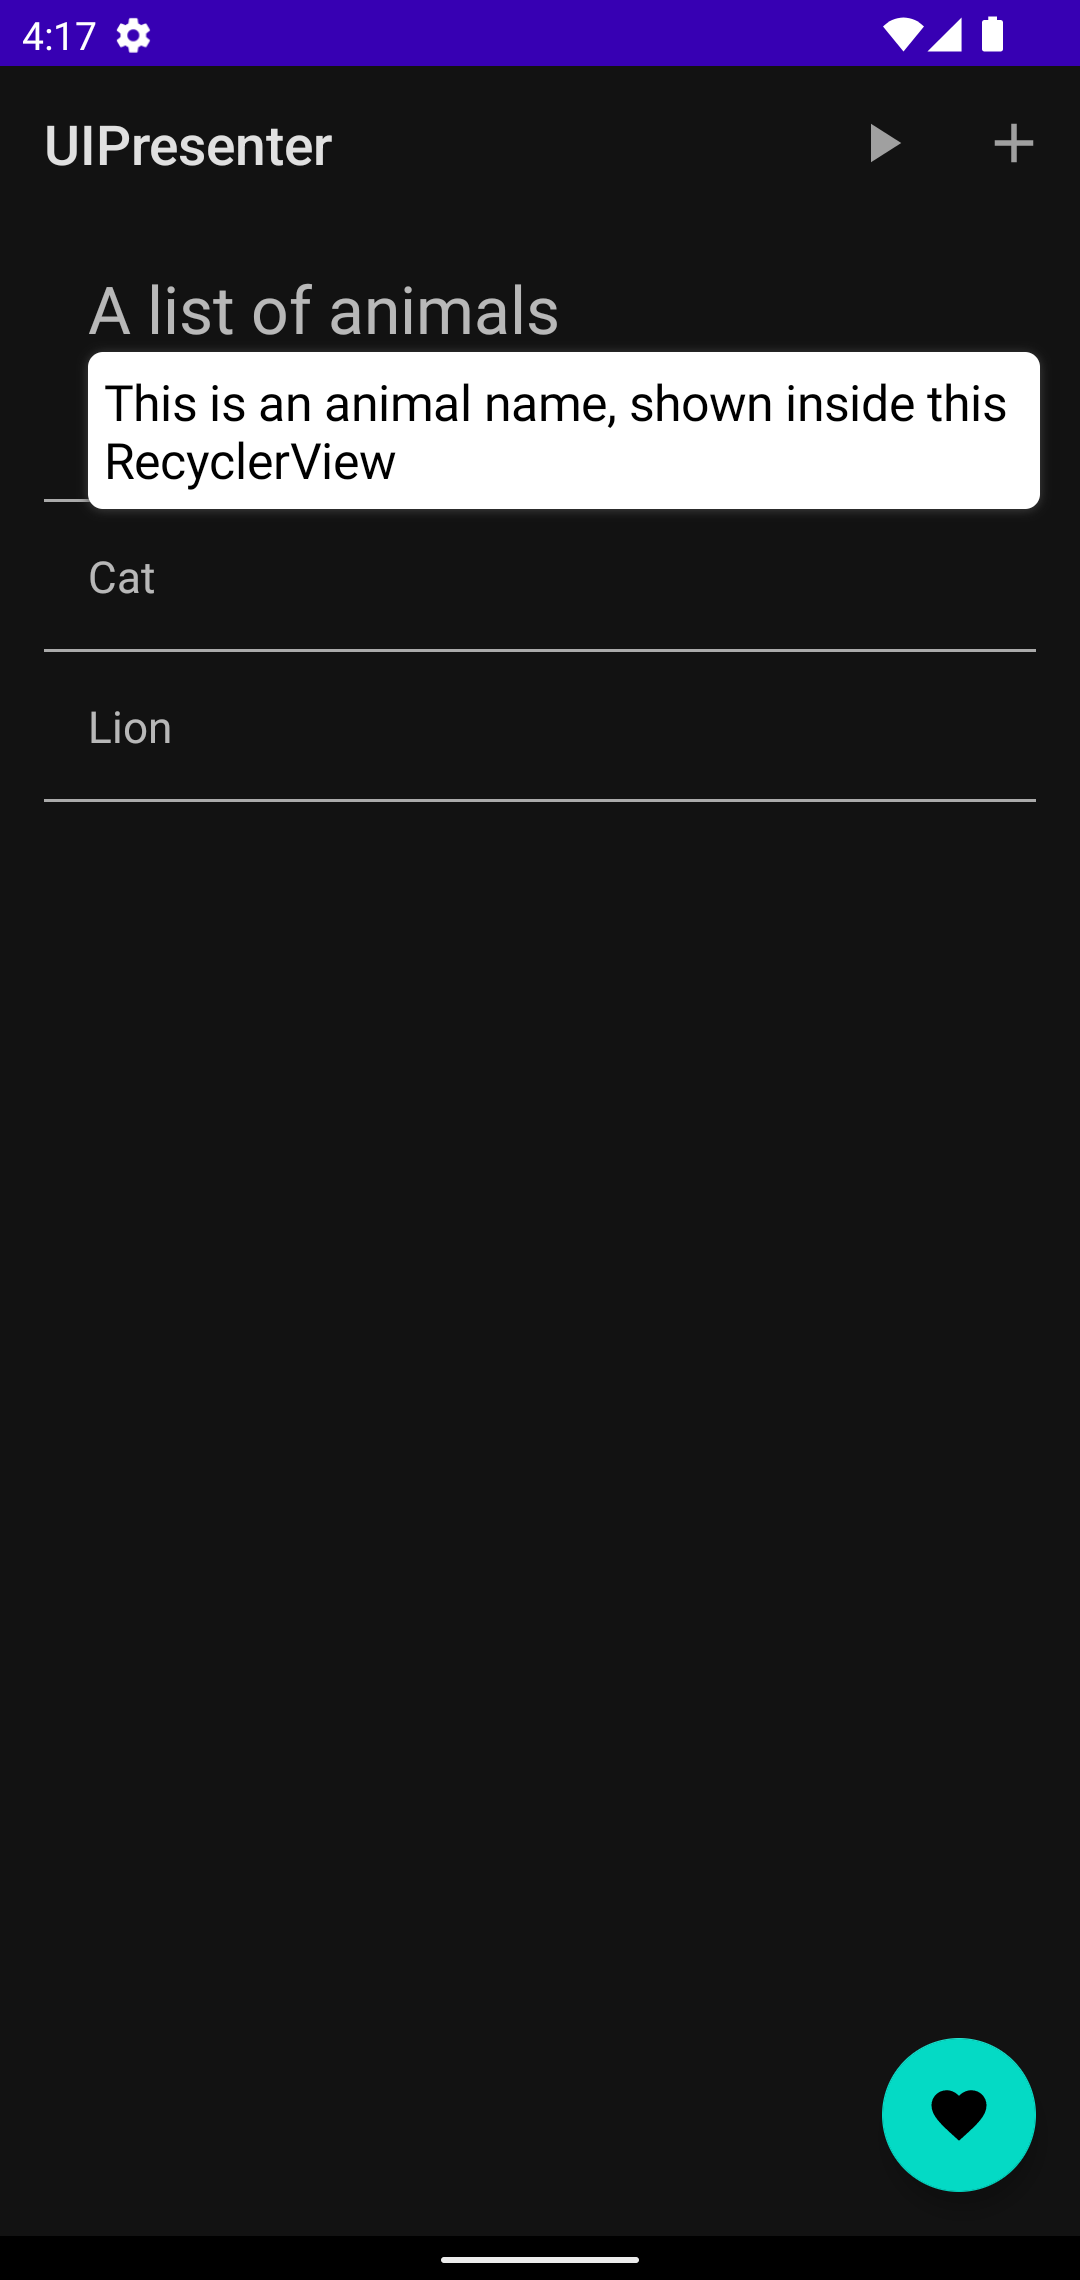 4:17
UIPresenter
A list of animals
This is an animal name, shown inside this
RecyclerView
Cat
Lion